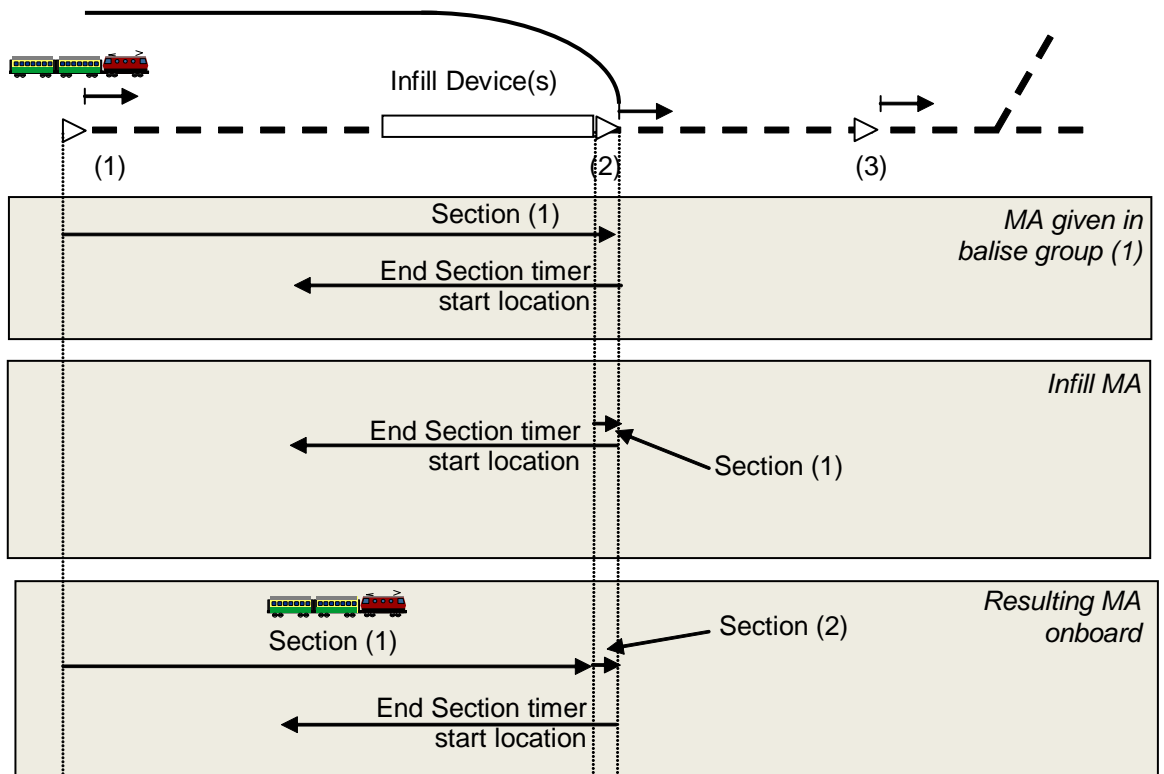 Infill Device(s)
(1)
(2)
(3)
Section (1)
MA given in
balise group (1)
End Section timer
start location
Infill MA
End Section timer
start location
Section (1)
Resulting MA
onboard
Section (1)
Section (2)
End Section timer
start location